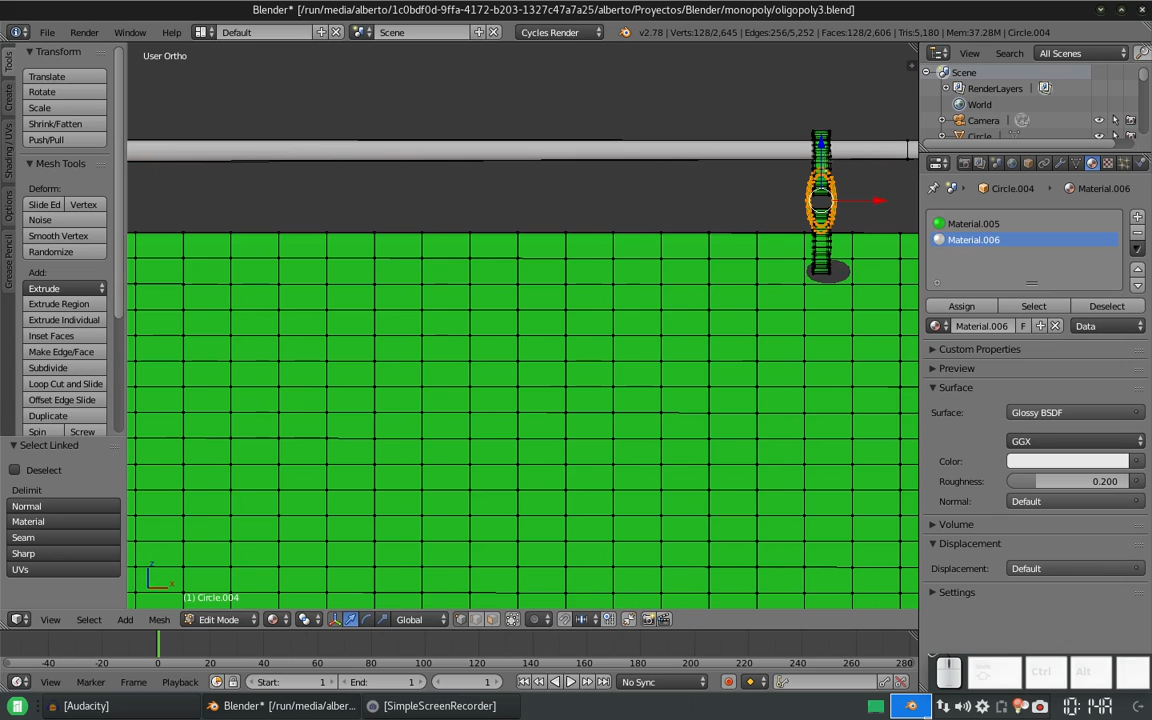 Blender* [/run/media/alberto/1c0bdf0d-9ffa-4172-b203-1327c47a7a25/alberto/Proyectos/Blender/monopoly/oligopoly3.blend]
File Render Window Help Default Scene Cycles Render v2.78 | Verts:128/2,645 | Edges:256/5,252 | Faces:128/2,606 | Tris:5,180 | Mem:37.28M | Circle.004
Tools
Create
Shading / UVs
Options
Grease Pencil
Transform
Translate
Rotate
Scale
Shrink/Fatten
Push/Pull
Mesh Tools
Deform:
Slide Ed Vertex
Noise
Smooth Vertex
Randomize
Add:
Extrude
Extrude Region
Extrude Individual
Inset Faces
Make Edge/Face
Subdivide
Loop Cut and Slide
Offset Edge Slide
Duplicate
Spin Screw
Select Linked
Deselect
Delimit
Normal
Material
Seam
Sharp
UVs
User Ortho
z
x
(1) Circle.004
View Select Add Mesh Edit Mode Global
View Search All Scenes
Scene
RenderLayers
World
Camera
Circle
Circle.004 Material.006
Material.005
Material.006
Assign Select Deselect
Material.006 F Data
Custom Properties
Preview
Surface
Surface: Glossy BSDF
GGX
Color:
Roughness: 0.200
Normal: Default
Volume
Displacement
Displacement: Default
Settings
-40 -20 0 20 40 60 80 100 120 140 160 180 200 220 240 260 280
View Marker Frame Playback Start: 1 End: 1 1 No Sync
Ctrl Alt
[Audacity] Blender* [/run/media/alber... [SimpleScreenRecorder]